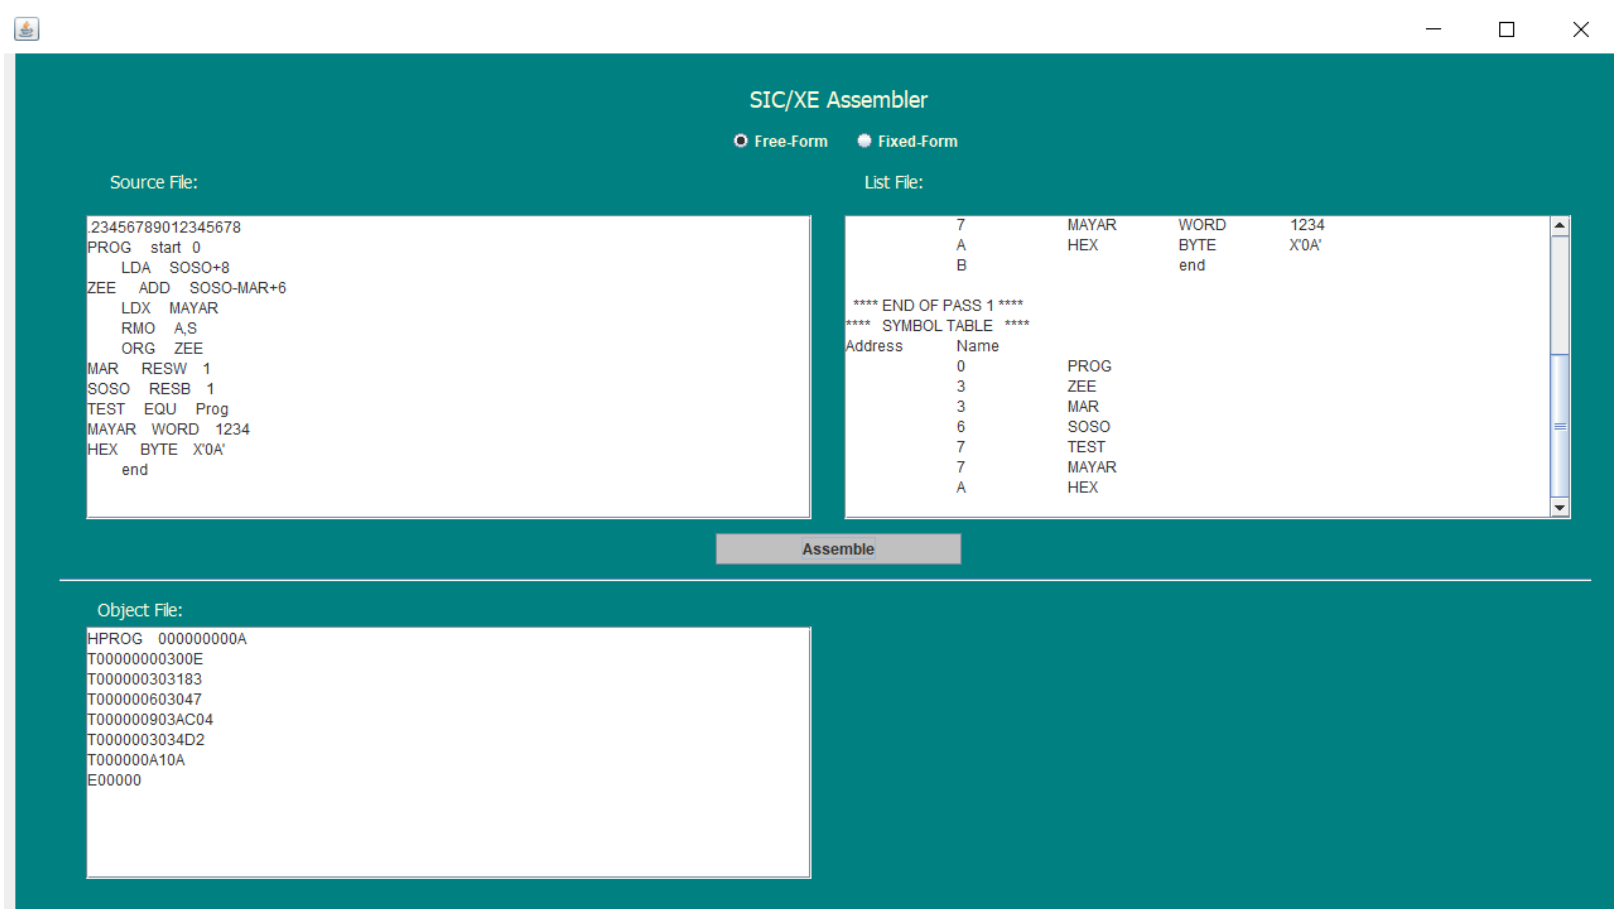 SIC/XE Assembler
Free-Form Fixed-Form
Source File:
.23456789012345678
PROG start 0
LDA SOSO+8
ZEE ADD SOSO-MAR+6
LDX MAYAR
RMO A,S
ORG ZEE
MAR RESW 1
SOSO RESB 1
TEST EQU Prog
MAYAR WORD 1234
HEX BYTE X'0A'
end
List File:
7 MAYAR WORD 1234
A HEX BYTE X'0A'
B end
**** END OF PASS 1 ****
**** SYMBOL TABLE ****
Address Name
0 PROG
3 ZEE
3 MAR
6 SOSO
7 TEST
7 MAYAR
A HEX
Assemble
Object File:
HPROG 000000000A
T00000000300E
T000000303183
T000000603047
T000000903AC04
T0000003034D2
T000000A10A
E00000